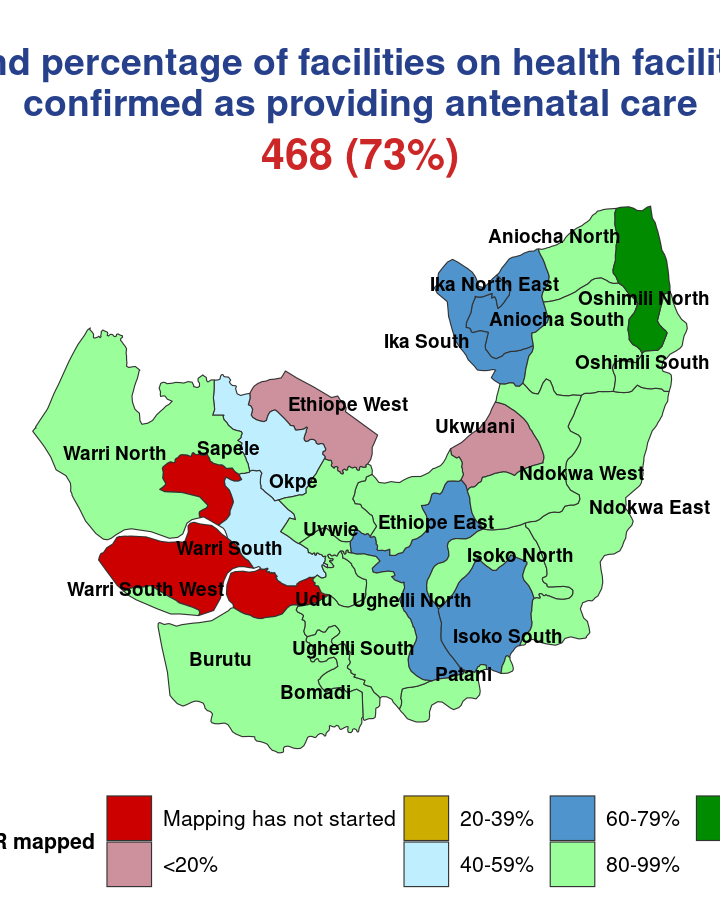 nd percentage of facilities on health facilit
confirmed as providing antenatal care
468 (73%)
Aniocha North
Ika North East
Oshimili North
Aniocha South
Ika South
Oshimili South
Ethiope West
Ukwuani
Sapele
Warri North
Ndokwa West
Okpe
Ndokwa East
Ethiope East
Uvwie
Warri South
Isoko North
Warri South West
Udu
Ughelli North
Isoko South
Ughelli South
Burutu
Patani
Bomadi
R mapped
Mapping has not started
20-39%
60-79%
<20%
40-59%
80-99%